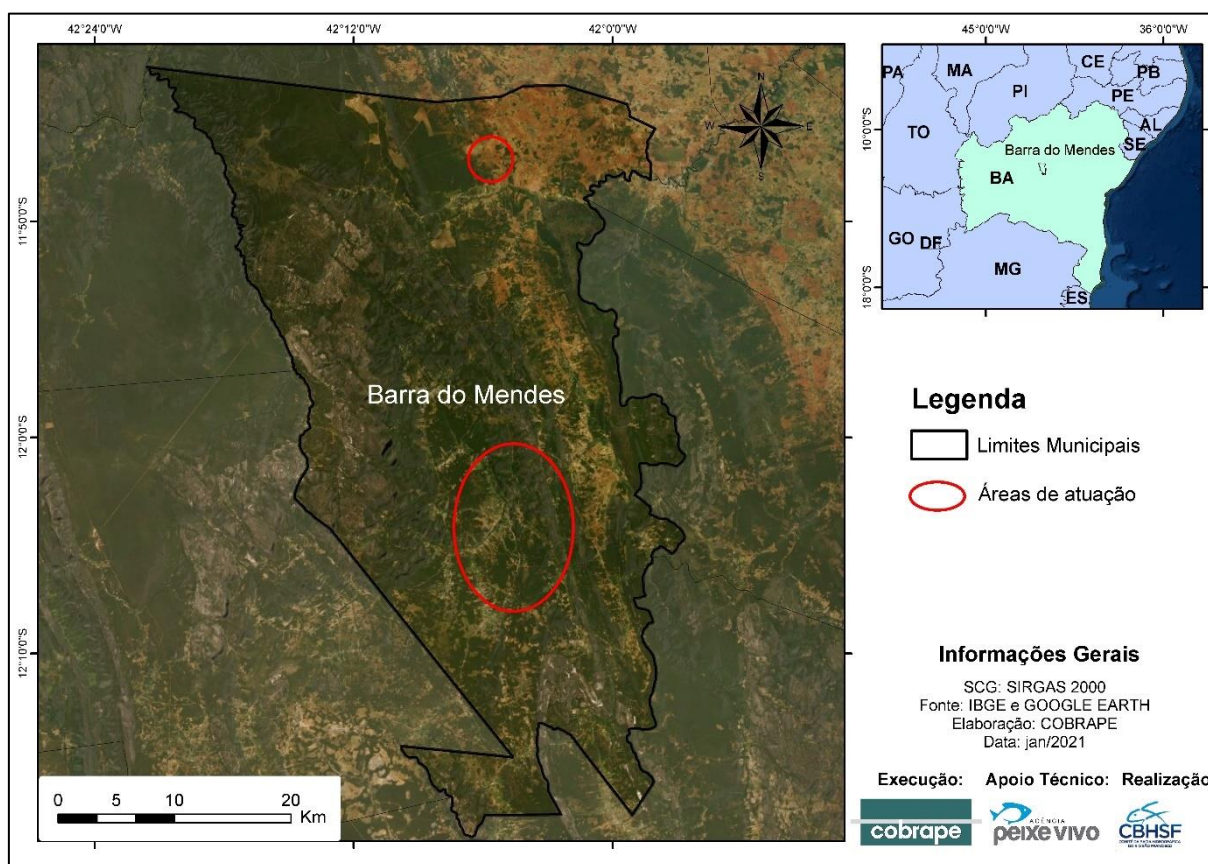 42°24'0"W
42°12'0"W
42°0'0"W
11°50'0"S
12°0'0"S
12°10'0"S
N
W
E
S
Barra do Mendes
0 5 10 20
Km
45°0'0"W
36°0'0"W
10°0'0"S
18°0'0"S
PA
MA
CE
PB
PI
PE
TO
AL
SE
Barra do Mendes
BA
GO
DF
MG
ES
Legenda
Limites Municipais
Áreas de atuação
Informações Gerais
SCG: SIRGAS 2000
Fonte: IBGE e GOOGLE EARTH
Elaboração: COBRAPE
Data: jan/2021
Execução: Apoio Técnico: Realização
cobrape
AGÊNCIA
peixe vivo
CBHSF